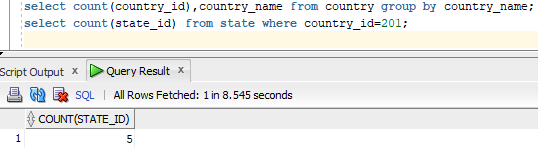 select count(country_id),country_name from country group by country_name;
select count(state_id) from state where country_id=201;
Script Output x Query Result x
SQL | All Rows Fetched: 1 in 8.545 seconds
COUNT(STATE_ID)
1 5